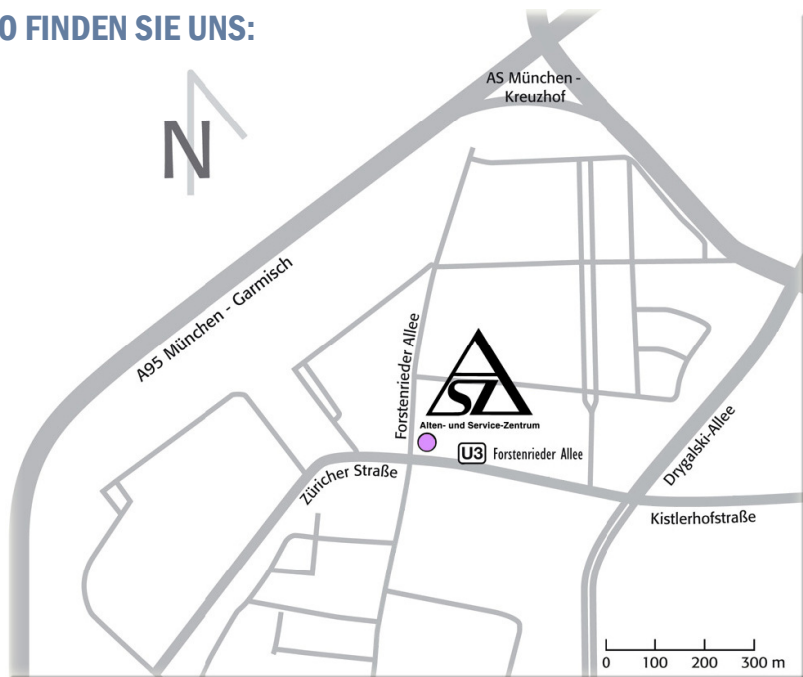 O FINDEN SIE UNS:
AS München -
Kreuzhof
N
A95 München - Garmisch
Forstenrieder Allee
ASZ
Alten- und Service-Zentrum
U3 Forstenrieder Allee
Züricher Straße
Drygalski-Allee
Kistlerhofstraße
0 100 200 300 m